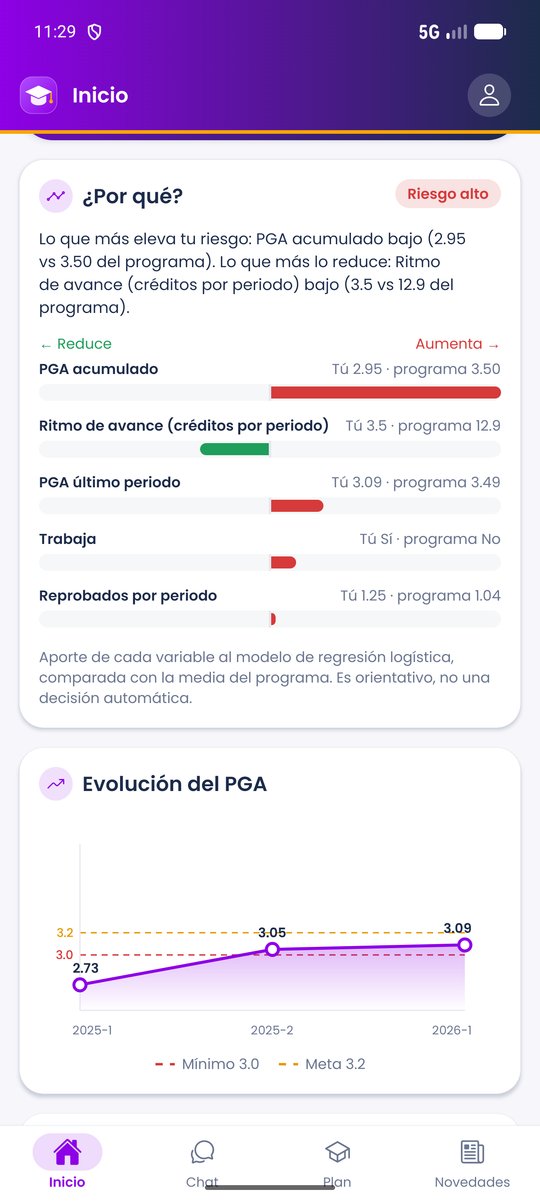 11:29
5G
Inicio
¿Por qué?
Riesgo alto
Lo que más eleva tu riesgo: PGA acumulado bajo (2.95
vs 3.50 del programa). Lo que más lo reduce: Ritmo
de avance (créditos por periodo) bajo (3.5 vs 12.9 del
programa).
← Reduce
Aumenta →
PGA acumulado
Tú 2.95 · programa 3.50
Ritmo de avance (créditos por periodo)
Tú 3.5 · programa 12.9
PGA último periodo
Tú 3.09 · programa 3.49
Trabaja
Tú Sí · programa No
Reprobados por periodo
Tú 1.25 · programa 1.04
Aporte de cada variable al modelo de regresión logística,
comparada con la media del programa. Es orientativo, no una
decisión automática.
Evolución del PGA
3.2
3.0
2.73
3.05
3.09
2025-1
2025-2
2026-1
Mínimo 3.0
Meta 3.2
Inicio
Chat
Plan
Novedades